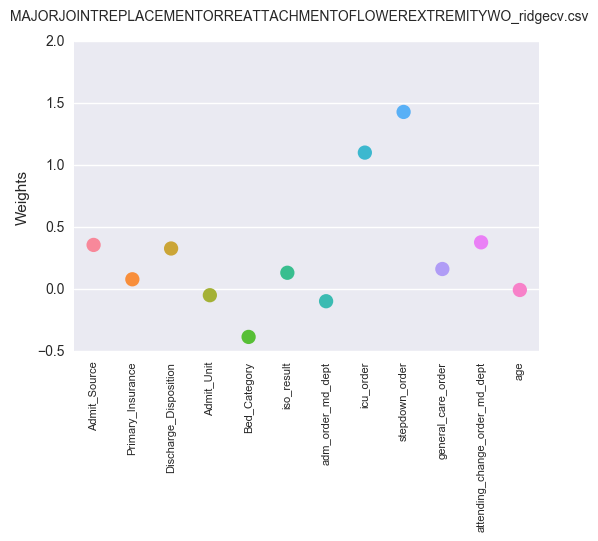 MAJORJOINTREPLACEMENTORREATTACHMENTOFLOWEREXTREMITYWO_ridgecv.csv
2.0
1.5
1.0
0.5
0.0
−0.5
Weights
Admit_Source
Primary_Insurance
Discharge_Disposition
Admit_Unit
Bed_Category
iso_result
adm_order_md_dept
icu_order
stepdown_order
general_care_order
attending_change_order_md_dept
age